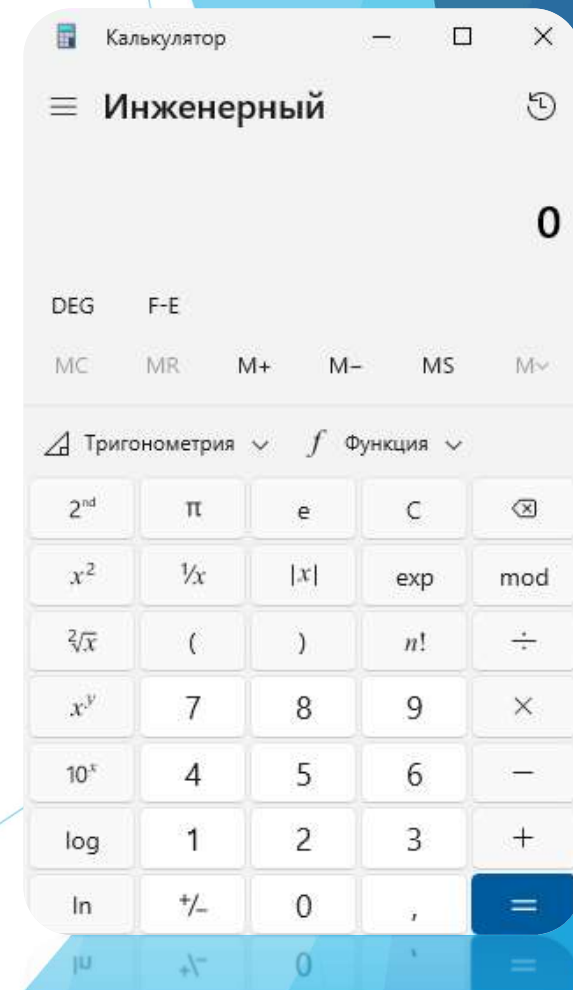 Калькулятор
Инженерный
0
DEG F-E
MC MR M+ M− MS M
Тригонометрия f Функция
2ⁿᵈ π e C
x² ¹/x |x| exp mod
²√x ( ) n! ÷
xʸ 7 8 9 ×
10ˣ 4 5 6 −
log 1 2 3 +
ln +/− 0 , =